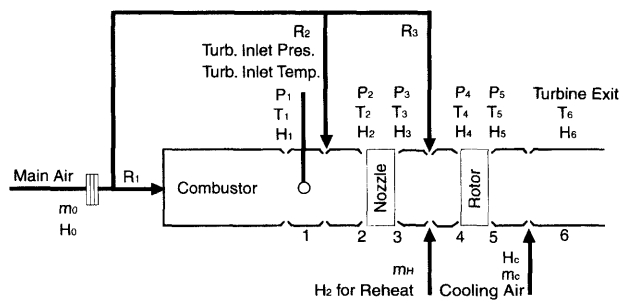 R₂ R₃
Turb. Inlet Pres.
Turb. Inlet Temp.
P₁ P₂ P₃ P₄ P₅ Turbine Exit
T₁ T₂ T₃ T₄ T₅ T₆
H₁ H₂ H₃ H₄ H₅ H₆
Main Air R₁ Combustor Nozzle Rotor
m₀
H₀
1 2 3 4 5 6
mH Hc
mc
H₂ for Reheat Cooling Air